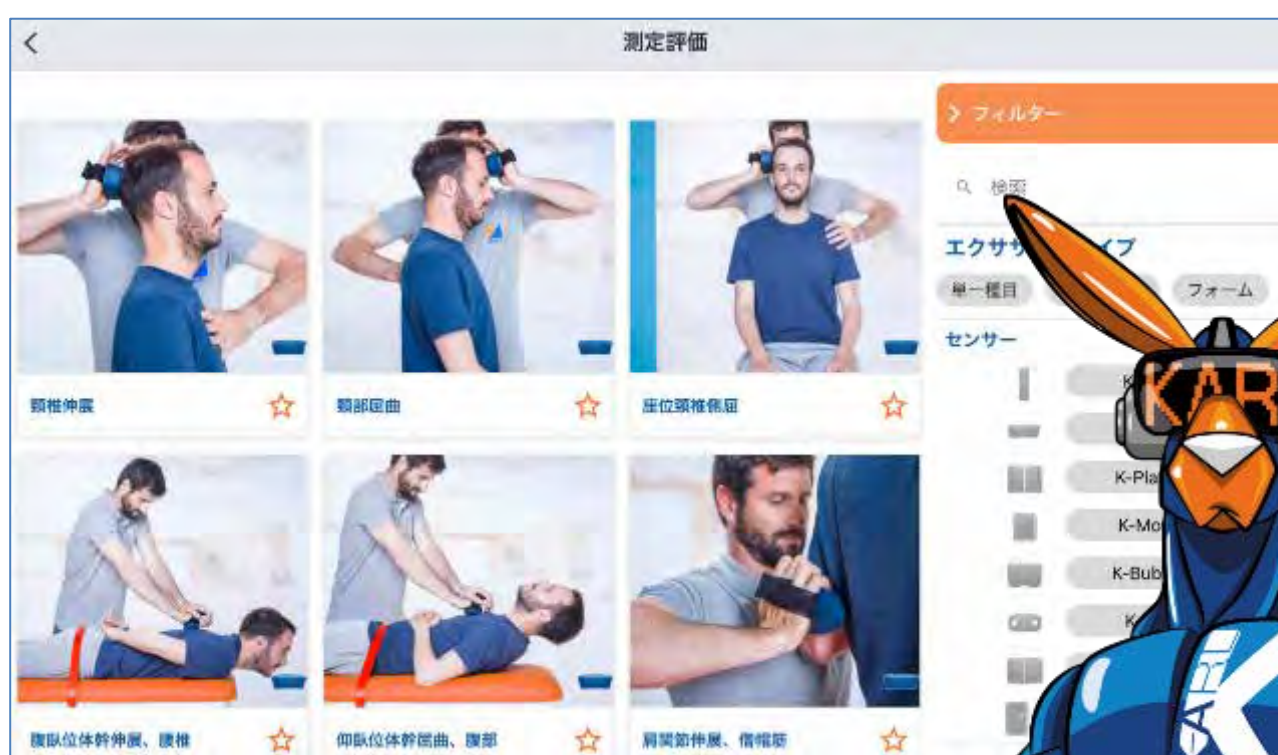 測定評価
頸椎伸展
頸部屈曲
座位頸椎側屈
腹臥位体幹伸展、腰椎
仰臥位体幹屈曲、腹部
肩関節伸展、僧帽筋
フィルター
検索
エクササ イプ
単一種目
フォーム
センサー
K-Pla
K-Mo
K-Bub
KAR